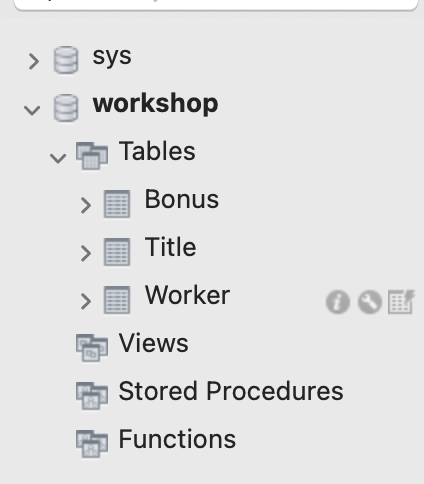 sys
workshop
Tables
Bonus
Title
Worker
Views
Stored Procedures
Functions